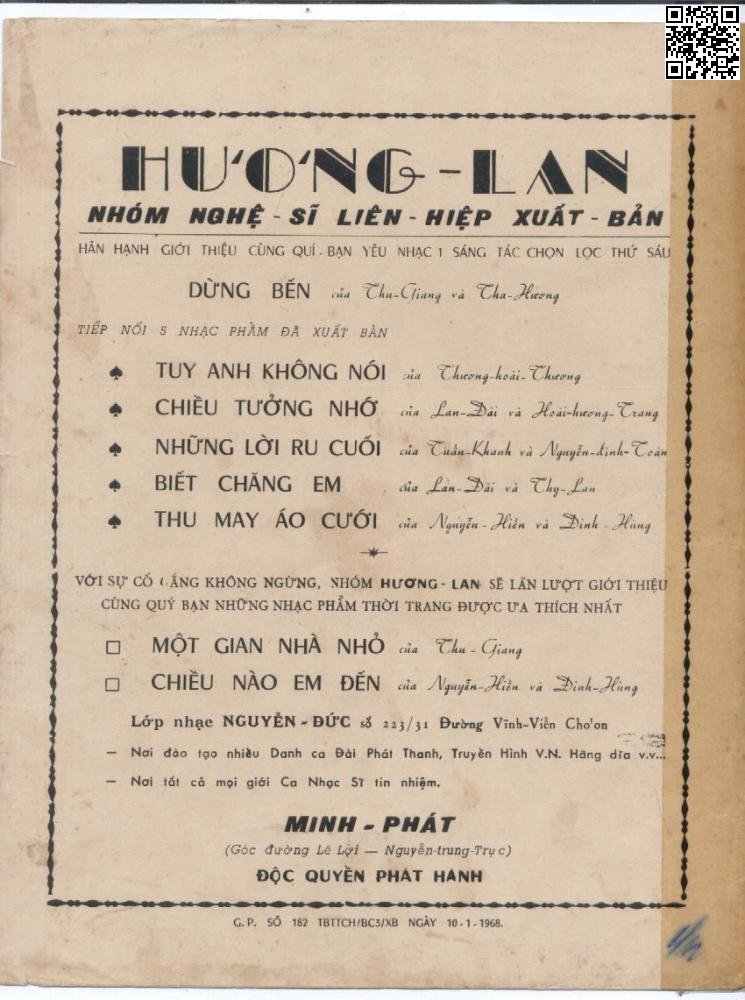 HƯƠNG-LAN
NHÓM NGHỆ-SĨ LIÊN-HIỆP XUẤT-BẢN
HÂN HẠNH GIỚI THIỆU CÙNG QUÍ-BẠN YÊU NHẠC 1 SÁNG TÁC CHỌN LỌC THỨ SÁU
DỪNG BẾN của Thu-Giang và Tha-Hương
TIẾP NỐI 5 NHẠC PHẨM ĐÃ XUẤT BẢN
♠ TUY ANH KHÔNG NÓI của Thương-hoài-Thương
♠ CHIỀU TƯỞNG NHỚ của Lan-Đài và Hoài-hương-Trang
♠ NHỮNG LỜI RU CUỐI của Tuấn-Khanh và Nguyễn-đình-Toàn
♠ BIẾT CHĂNG EM của Lan-Đài và Thy-Lan
♠ THU MAY ÁO CƯỚI của Nguyễn-Hiền và Đinh-Hùng
VỚI SỰ CỐ GẮNG KHÔNG NGỪNG, NHÓM HƯƠNG-LAN SẼ LẦN LƯỢT GIỚI THIỆU
CÙNG QUÝ BẠN NHỮNG NHẠC PHẨM THỜI TRANG ĐƯỢC ƯA THÍCH NHẤT
□ MỘT GIAN NHÀ NHỎ của Thu-Giang
□ CHIỀU NÀO EM ĐẾN của Nguyễn-Hiền và Đinh-Hùng
Lớp nhạc NGUYỄN-ĐỨC số 223/31 Đường Vĩnh-Viễn Cho'on
— Nơi đào tạo nhiều Danh ca Đài Phát Thanh, Truyền Hình V.N. Hãng dĩa v.v...
— Nơi tất cả mọi giới Ca Nhạc Sĩ tín nhiệm.
MINH-PHÁT
(Góc đường Lê Lợi — Nguyễn-trung-Trực)
ĐỘC QUYỀN PHÁT HÀNH
G.P. SỐ 182 TBTTCH/BC3/XB NGÀY 10-1-1968.